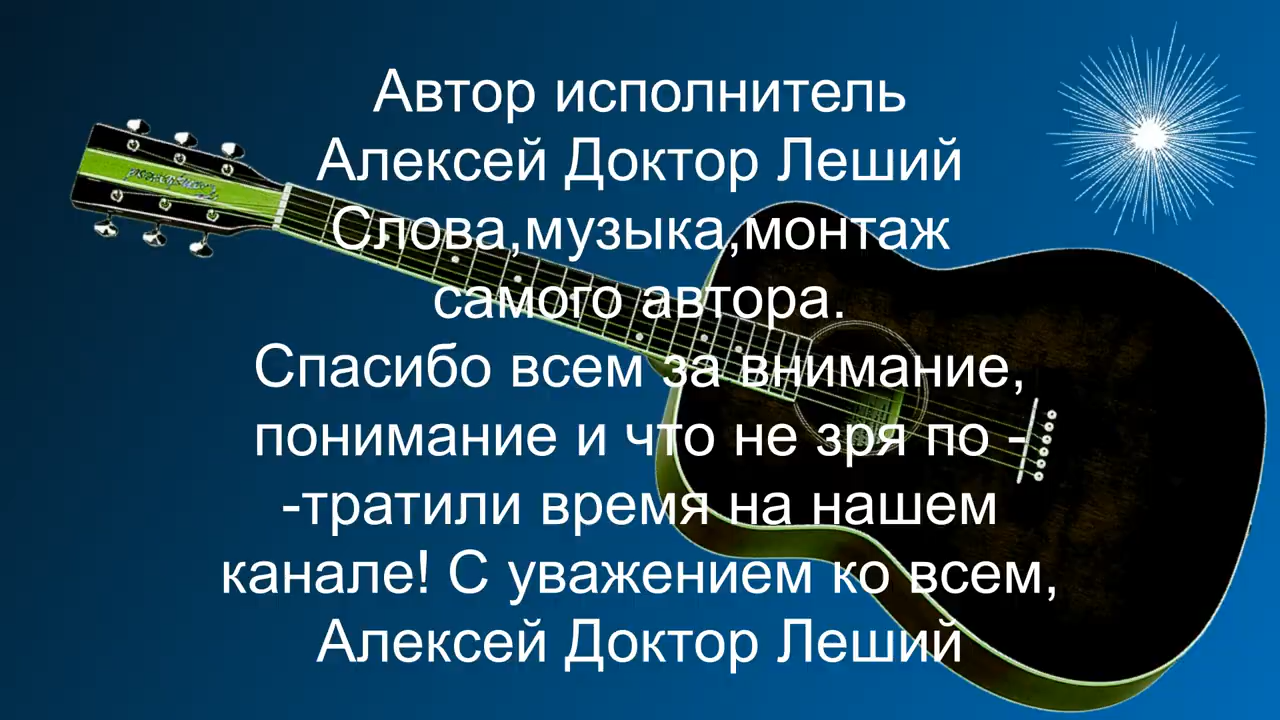 Автор исполнитель
Алексей Доктор Леший
Слова,музыка,монтаж
самого автора.
Спасибо всем за внимание,
понимание и что не зря по -
-тратили время на нашем
канале! С уважением ко всем,
Алексей Доктор Леший